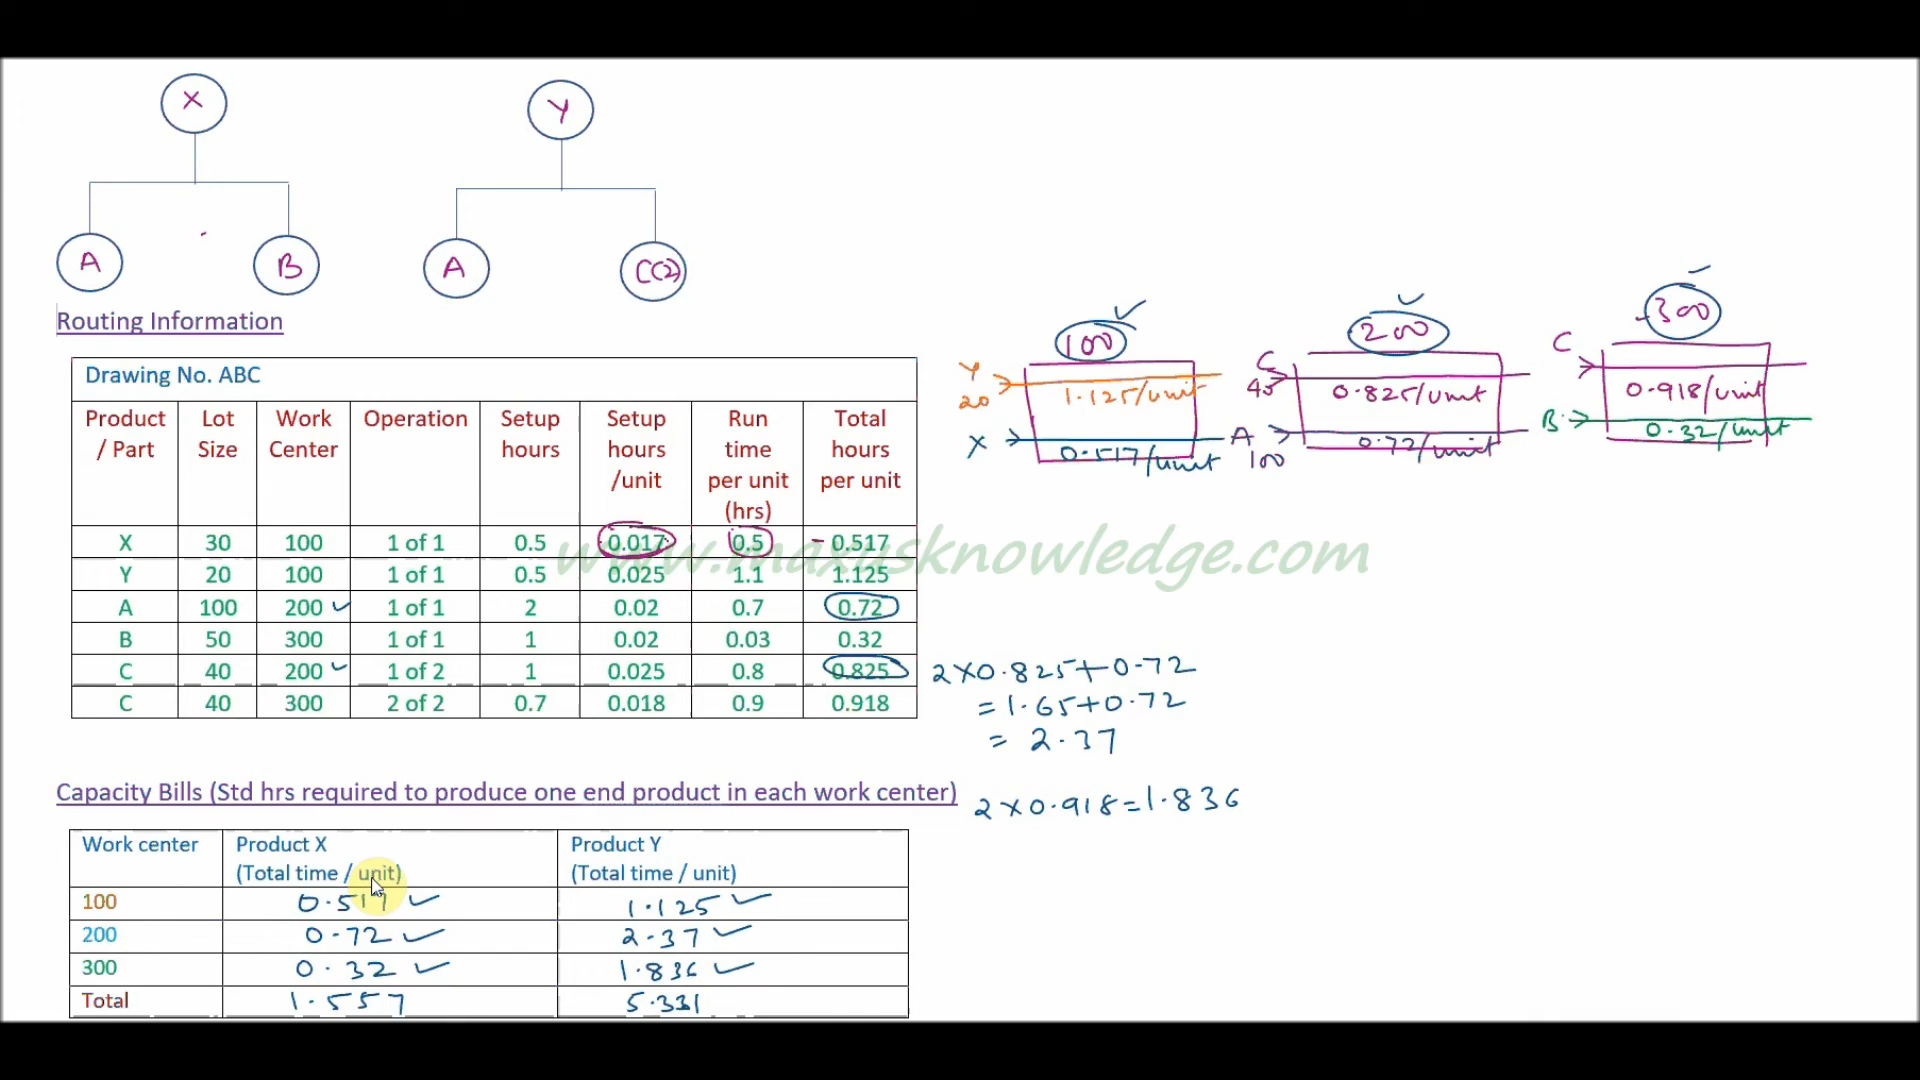 X
Y
A
B
A
C(2)
Routing Information
Drawing No. ABC
Product / Part Lot Size Work Center Operation Setup hours Setup hours /unit Run time per unit (hrs) Total hours per unit
X 30 100 1 of 1 0.5 0.017 0.5 0.517
Y 20 100 1 of 1 0.5 0.025 1.1 1.125
A 100 200 1 of 1 2 0.02 0.7 0.72
B 50 300 1 of 1 1 0.02 0.03 0.32
C 40 200 1 of 2 1 0.025 0.8 0.825
C 40 300 2 of 2 0.7 0.018 0.9 0.918
www.maxusknowledge.com
100
Y
20
1.125/unit
X
0.517/unit
200
C
0.825/unit
A
100
0.72/unit
300
C
0.918/unit
B
0.32/unit
2×0.825+0.72
=1.65+0.72
= 2.37
2×0.918=1.836
Capacity Bills (Std hrs required to produce one end product in each work center)
Work center Product X (Total time / unit) Product Y (Total time / unit)
100 0.517 1.125
200 0.72 2.37
300 0.32 1.836
Total 1.557 5.331